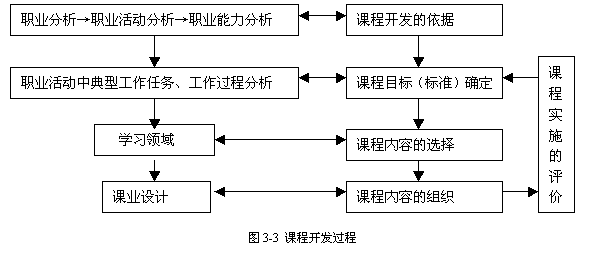 职业分析→职业活动分析→职业能力分析
课程开发的依据
职业活动中典型工作任务、工作过程分析
课程目标（标准）确定
学习领域
课程内容的选择
课业设计
课程内容的组织
课程实施的评价
图 3-3 课程开发过程